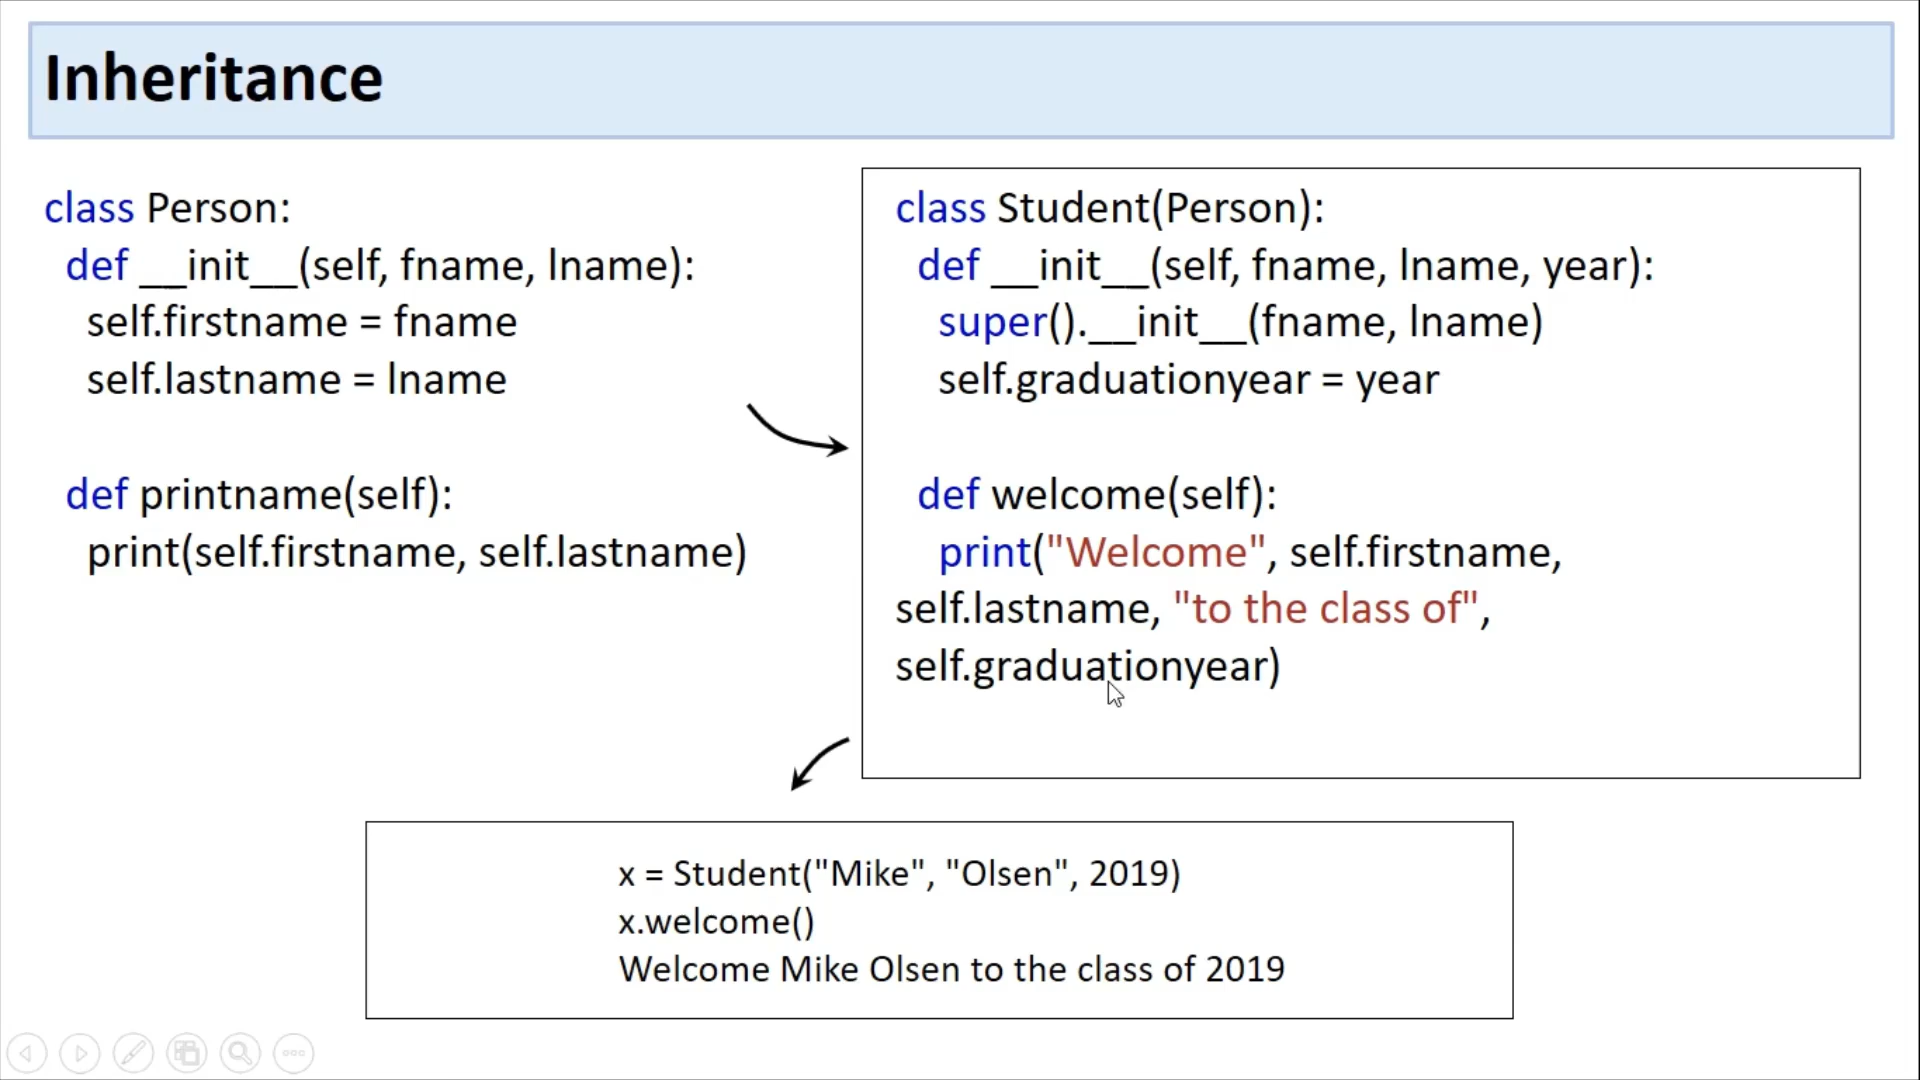 Inheritance
class Person:
def __init__(self, fname, lname):
self.firstname = fname
self.lastname = lname
def printname(self):
print(self.firstname, self.lastname)
class Student(Person):
def __init__(self, fname, lname, year):
super().__init__(fname, lname)
self.graduationyear = year
def welcome(self):
print("Welcome", self.firstname,
self.lastname, "to the class of",
self.graduationyear)
x = Student("Mike", "Olsen", 2019)
x.welcome()
Welcome Mike Olsen to the class of 2019